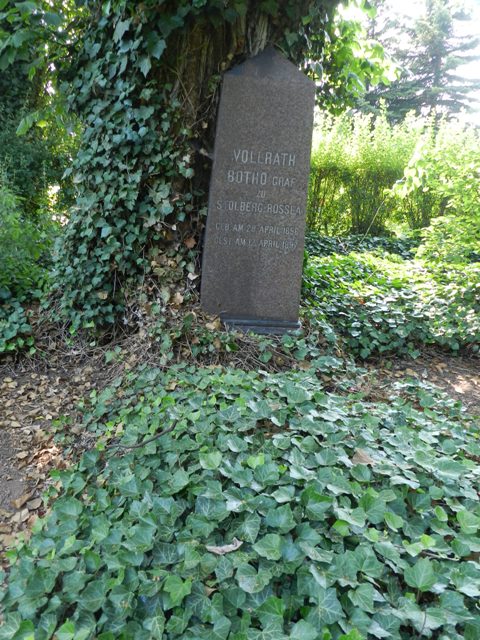 VOLLRATH
BOTHO GRAF
ZU
STOLBERG-ROSSLA
GEB. AM 28 APRIL
GEST. AM 12. APRIL